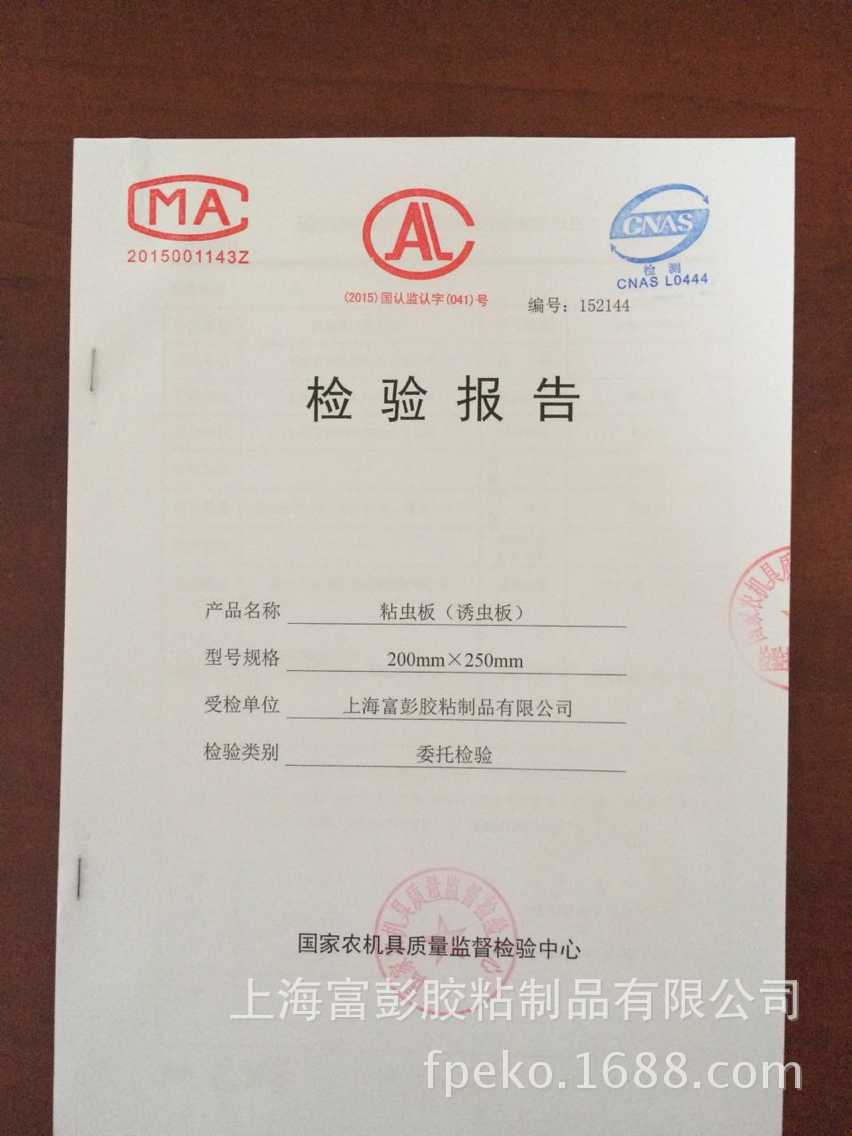 MA
2015001143Z
CAL
(2015)国认监认字(041)号
CNAS
检 测
CNAS L0444
编号：152144
检 验 报 告
产品名称 粘虫板（诱虫板）
型号规格 200mm×250mm
受检单位 上海富彭胶粘制品有限公司
检验类别 委托检验
国家农机具质量监督检验中心
上海富彭胶粘制品有限公司
fpeko.1688.com